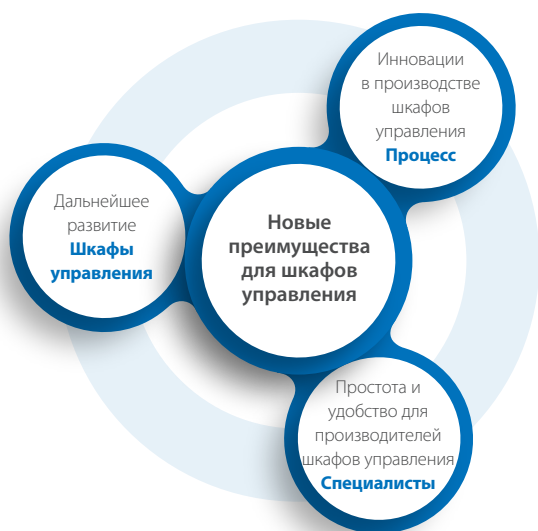 Инновации
в производстве
шкафов
управления
Процесс
Дальнейшее
развитие
Шкафы
управления
Новые
преимущества
для шкафов
управления
Простота и
удобство для
производителей
шкафов управления
Специалисты